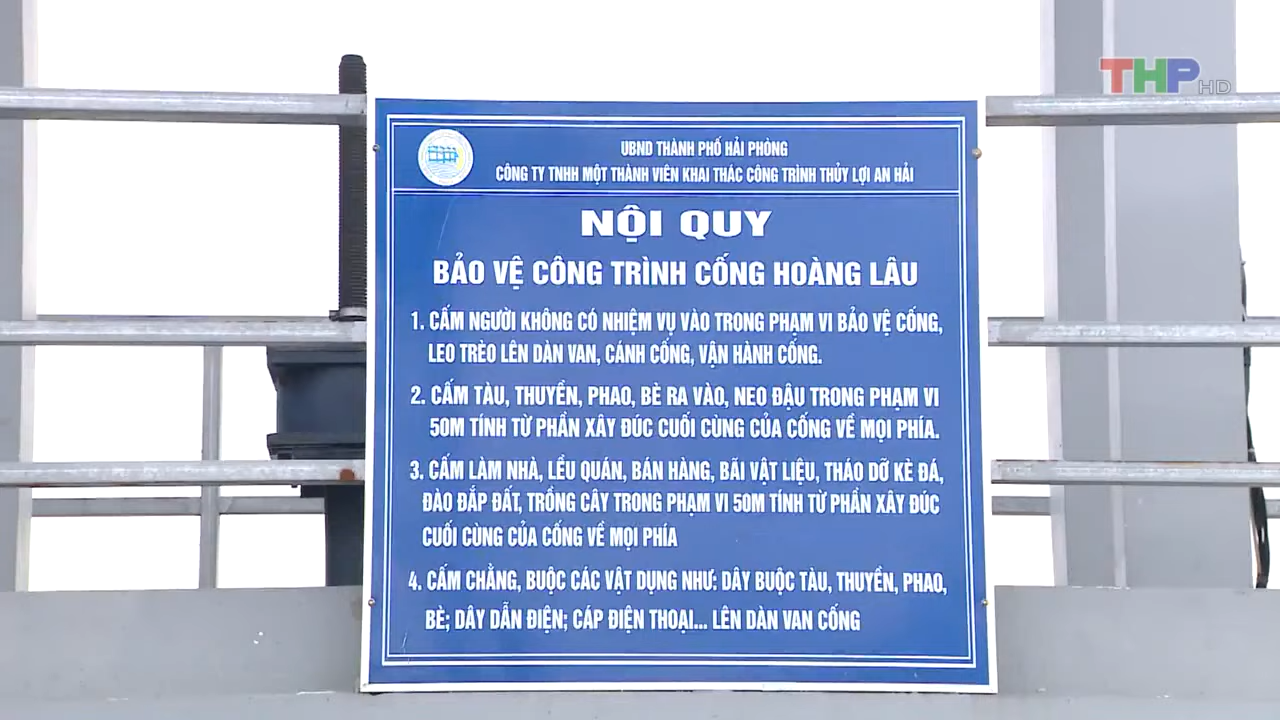 THP HD
UBND THÀNH PHỐ HẢI PHÒNG
CÔNG TY TNHH MỘT THÀNH VIÊN KHAI THÁC CÔNG TRÌNH THỦY LỢI AN HẢI
NỘI QUY
BẢO VỆ CÔNG TRÌNH CỐNG HOÀNG LÂU
1. CẤM NGƯỜI KHÔNG CÓ NHIỆM VỤ VÀO TRONG PHẠM VI BẢO VỆ CỐNG,
LEO TRÈO LÊN DÀN VAN, CÁNH CỐNG, VẬN HÀNH CỐNG.
2. CẤM TÀU, THUYỀN, PHAO, BÈ RA VÀO, NEO ĐẬU TRONG PHẠM VI
50M TÍNH TỪ PHẦN XÂY ĐÚC CUỐI CÙNG CỦA CỐNG VỀ MỌI PHÍA.
3. CẤM LÀM NHÀ, LỀU QUÁN, BÁN HÀNG, BÃI VẬT LIỆU, THÁO DỠ KÈ ĐÁ,
ĐÀO ĐẮP ĐẤT, TRỒNG CÂY TRONG PHẠM VI 50M TÍNH TỪ PHẦN XÂY ĐÚC
CUỐI CÙNG CỦA CỐNG VỀ MỌI PHÍA
4. CẤM CHẰNG, BUỘC CÁC VẬT DỤNG NHƯ: DÂY BUỘC TÀU, THUYỀN, PHAO,
BÈ; DÂY DẪN ĐIỆN; CÁP ĐIỆN THOẠI... LÊN DÀN VAN CỐNG